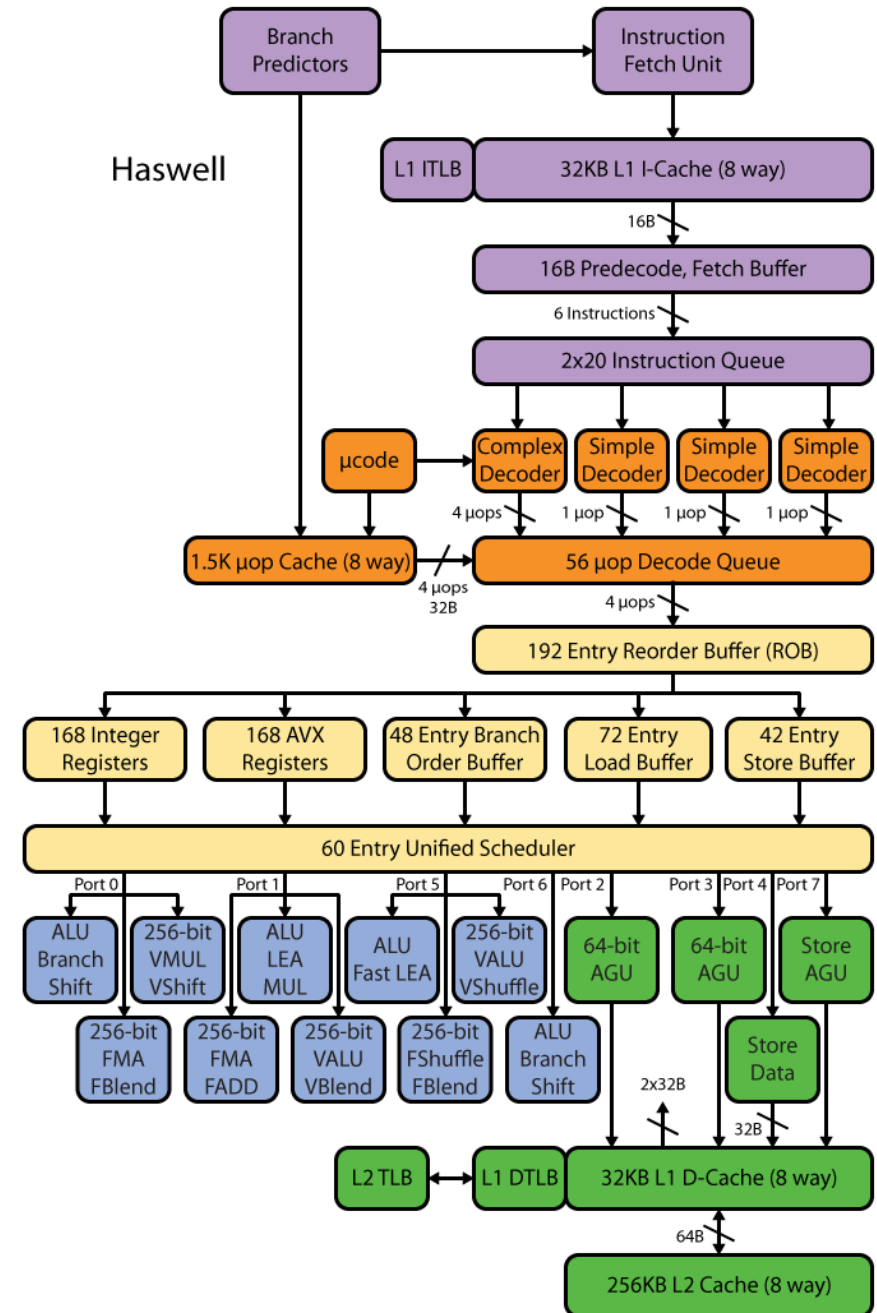 Branch
Predictors
Instruction
Fetch Unit
Haswell
L1 ITLB
32KB L1 I-Cache (8 way)
16B
16B Predecode, Fetch Buffer
6 Instructions
2x20 Instruction Queue
µcode
Complex
Decoder
Simple
Decoder
Simple
Decoder
Simple
Decoder
4 µops
1 µop
1 µop
1 µop
1.5K µop Cache (8 way)
4 µops
32B
56 µop Decode Queue
4 µops
192 Entry Reorder Buffer (ROB)
168 Integer
Registers
168 AVX
Registers
48 Entry Branch
Order Buffer
72 Entry
Load Buffer
42 Entry
Store Buffer
60 Entry Unified Scheduler
Port 0
Port 1
Port 5
Port 6
Port 2
Port 3
Port 4
Port 7
ALU
Branch
Shift
256-bit
VMUL
VShift
ALU
LEA
MUL
ALU
Fast LEA
256-bit
VALU
VShuffle
64-bit
AGU
64-bit
AGU
Store
AGU
256-bit
FMA
FBlend
256-bit
FMA
FADD
256-bit
VALU
VBlend
256-bit
FShuffle
FBlend
ALU
Branch
Shift
Store
Data
2x32B
32B
L2 TLB
L1 DTLB
32KB L1 D-Cache (8 way)
64B
256KB L2 Cache (8 way)